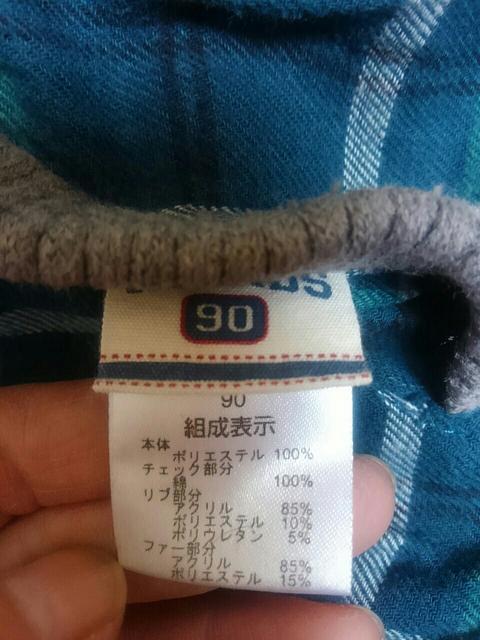 90
90
組成表示
本体
ポリエステル 100%
チェック部分
綿 100%
リブ部分
アクリル 85%
ポリエステル 10%
ポリウレタン 5%
ファー部分
アクリル 85%
ポリエステル 15%